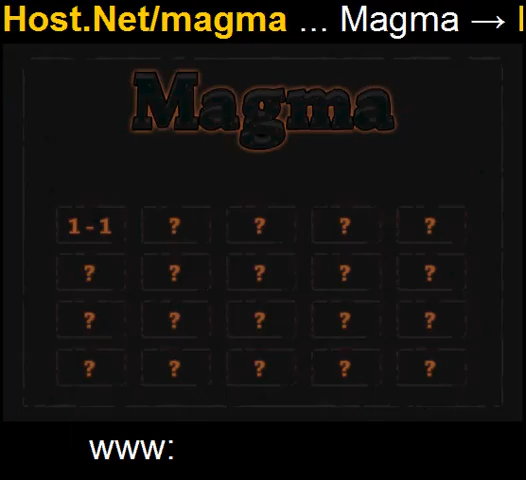 Host.Net/magma ... Magma →
Magma
1 - 1 ? ? ? ?
? ? ? ? ?
? ? ? ? ?
? ? ? ? ?
www: